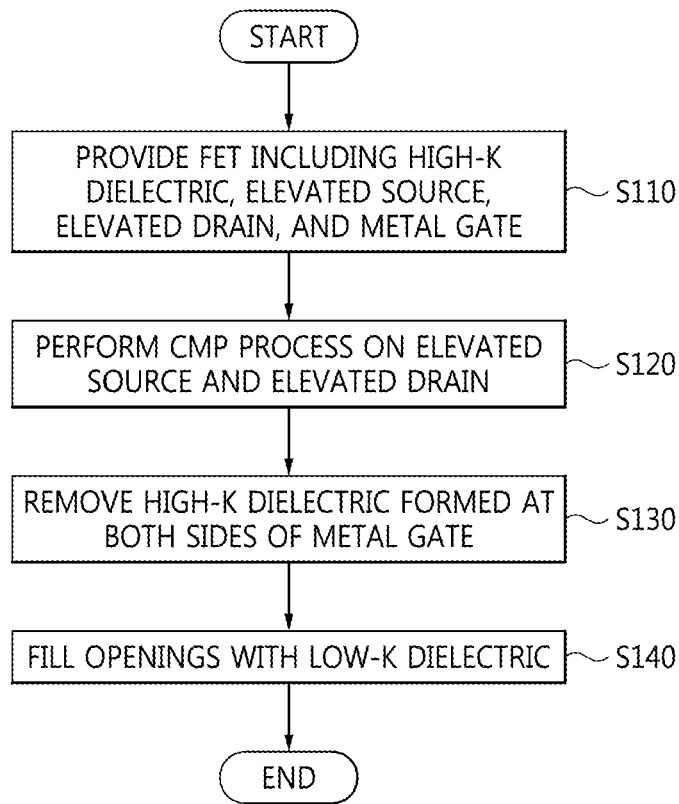 START
PROVIDE FET INCLUDING HIGH-K
DIELECTRIC, ELEVATED SOURCE,
ELEVATED DRAIN, AND METAL GATE
S110
PERFORM CMP PROCESS ON ELEVATED
SOURCE AND ELEVATED DRAIN
S120
REMOVE HIGH-K DIELECTRIC FORMED AT
BOTH SIDES OF METAL GATE
S130
FILL OPENINGS WITH LOW-K DIELECTRIC
S140
END